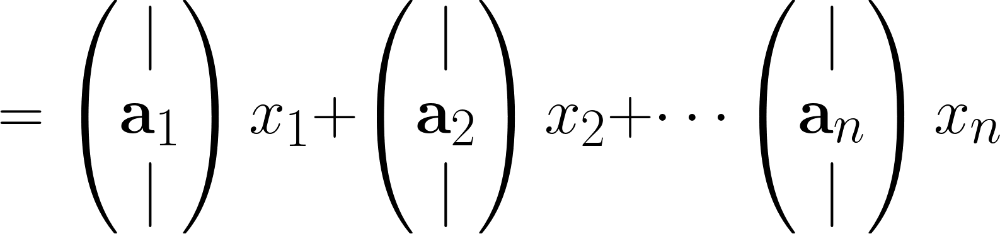 = ( | a₁ | ) x₁ + ( | a₂ | ) x₂ + ⋯ ( | aₙ | ) xₙ